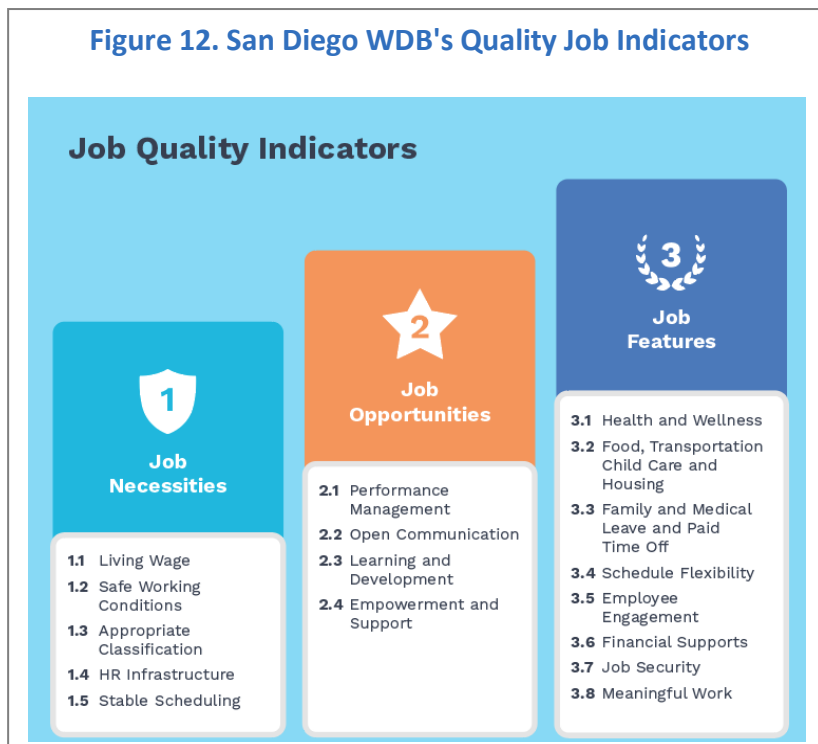 Figure 12. San Diego WDB's Quality Job Indicators
Job Quality Indicators
1
Job
Necessities
1.1 Living Wage
1.2 Safe Working
Conditions
1.3 Appropriate
Classification
1.4 HR Infrastructure
1.5 Stable Scheduling
2
Job
Opportunities
2.1 Performance
Management
2.2 Open Communication
2.3 Learning and
Development
2.4 Empowerment and
Support
3
Job
Features
3.1 Health and Wellness
3.2 Food, Transportation
Child Care and
Housing
3.3 Family and Medical
Leave and Paid
Time Off
3.4 Schedule Flexibility
3.5 Employee
Engagement
3.6 Financial Supports
3.7 Job Security
3.8 Meaningful Work